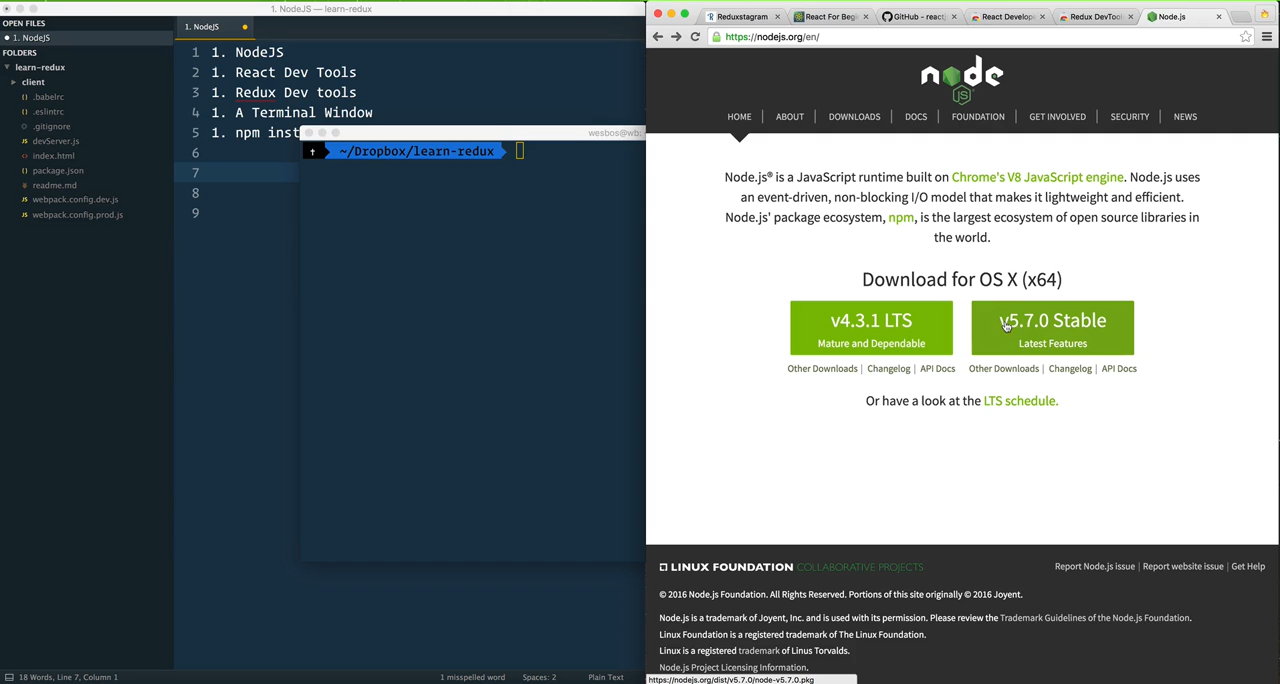 1. NodeJS — learn-redux
OPEN FILES
1. NodeJS
FOLDERS
learn-redux
client
.babelrc
.eslintrc
.gitignore
devServer.js
index.html
package.json
readme.md
webpack.config.dev.js
webpack.config.prod.js
1. NodeJS
1 1. NodeJS
2 1. React Dev Tools
3 1. Redux Dev tools
4 1. A Terminal Window
5 1. npm inst
6
7
8
9
wesbos@wb:
~/Dropbox/learn-redux
18 Words, Line 7, Column 1
1 misspelled word
Spaces: 2
Plain Text
Reduxstagram
React For Begi
GitHub - reactj
React Develope
Redux DevTool
Node.js
https://nodejs.org/en/
node
JS
HOME
ABOUT
DOWNLOADS
DOCS
FOUNDATION
GET INVOLVED
SECURITY
NEWS
Node.js® is a JavaScript runtime built on Chrome's V8 JavaScript engine. Node.js uses
an event-driven, non-blocking I/O model that makes it lightweight and efficient.
Node.js' package ecosystem, npm, is the largest ecosystem of open source libraries in
the world.
Download for OS X (x64)
v4.3.1 LTS
Mature and Dependable
v5.7.0 Stable
Latest Features
Other Downloads | Changelog | API Docs
Other Downloads | Changelog | API Docs
Or have a look at the LTS schedule.
LINUX FOUNDATION COLLABORATIVE PROJECTS
Report Node.js issue | Report website issue | Get Help
© 2016 Node.js Foundation. All Rights Reserved. Portions of this site originally © 2016 Joyent.
Node.js is a trademark of Joyent, Inc. and is used with its permission. Please review the Trademark Guidelines of the Node.js Foundation.
Linux Foundation is a registered trademark of The Linux Foundation.
Linux is a registered trademark of Linus Torvalds.
Node.js Project Licensing Information.
https://nodejs.org/dist/v5.7.0/node-v5.7.0.pkg